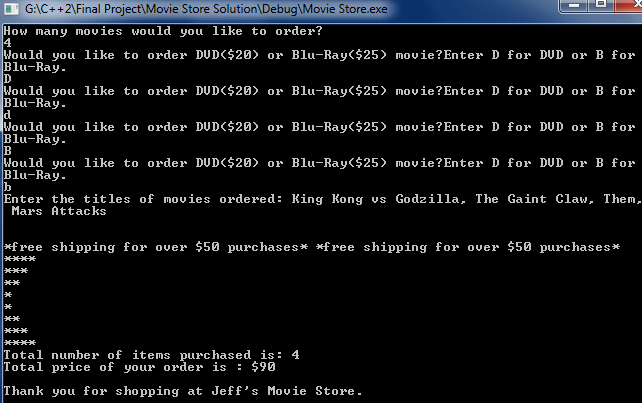 G:\C++2\Final Project\Movie Store Solution\Debug\Movie Store.exe
How many movies would you like to order?
4
Would you like to order DVD($20) or Blu-Ray($25) movie?Enter D for DVD or B for
Blu-Ray.
D
Would you like to order DVD($20) or Blu-Ray($25) movie?Enter D for DVD or B for
Blu-Ray.
d
Would you like to order DVD($20) or Blu-Ray($25) movie?Enter D for DVD or B for
Blu-Ray.
B
Would you like to order DVD($20) or Blu-Ray($25) movie?Enter D for DVD or B for
Blu-Ray.
b
Enter the titles of movies ordered: King Kong vs Godzilla, The Gaint Claw, Them,
Mars Attacks
*free shipping for over $50 purchases* *free shipping for over $50 purchases*
****
***
**
*
*
**
***
****
Total number of items purchased is: 4
Total price of your order is : $90
Thank you for shopping at Jeff's Movie Store.